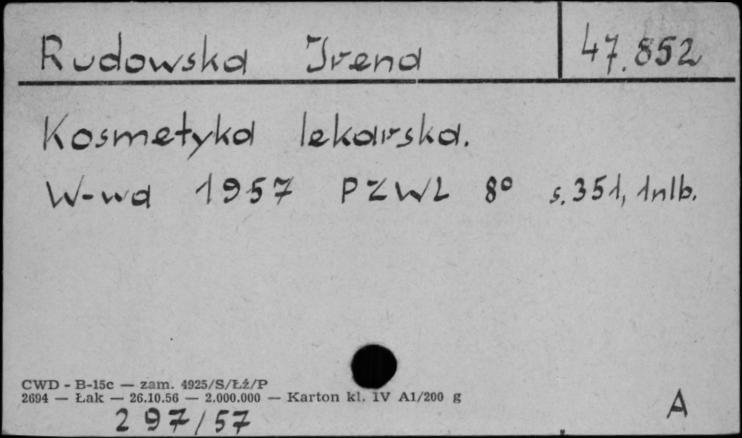 Rudowska Irena 47.852
Kosmetyka lekarska.
W-wa 1957 PZWL 8° s. 351, 1nlb.
CWD - B-15c — zam. 4925/S/Łź/P
2694 — Łak — 26.10.56 — 2.000.000 — Karton kl. IV A1/200 g
297/57
A